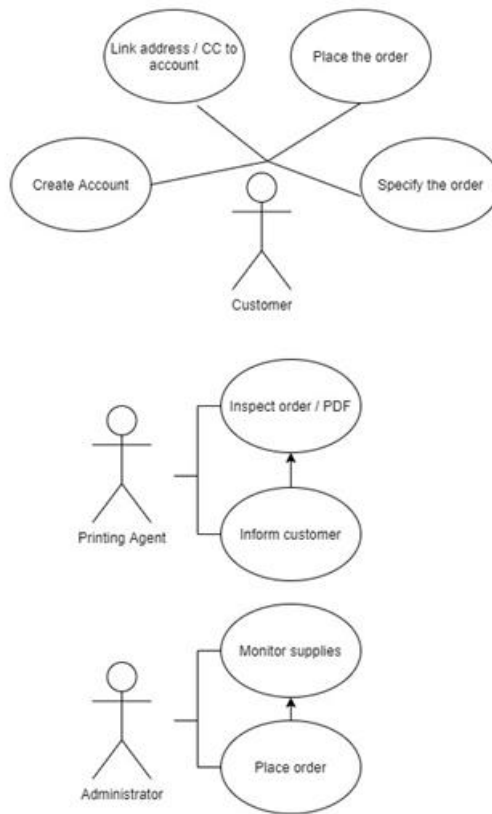 Link address / CC to
account
Place the order
Create Account
Specify the order
Customer
Inspect order / PDF
Printing Agent
Inform customer
Monitor supplies
Place order
Administrator